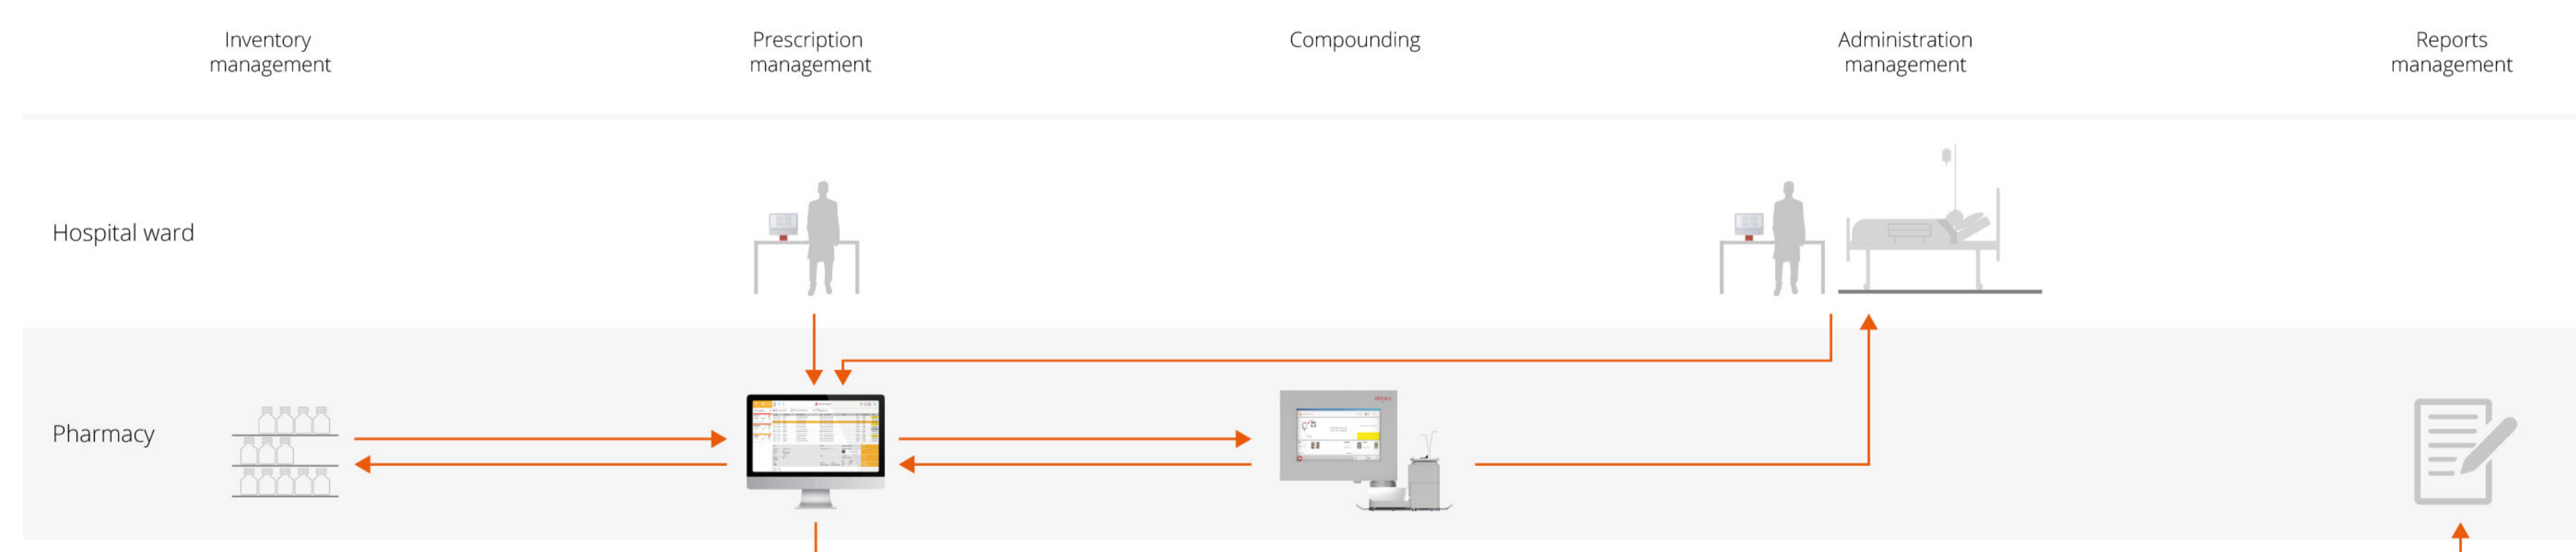 Inventory
management
Prescription
management
Compounding
Administration
management
Reports
management
Hospital ward
Pharmacy